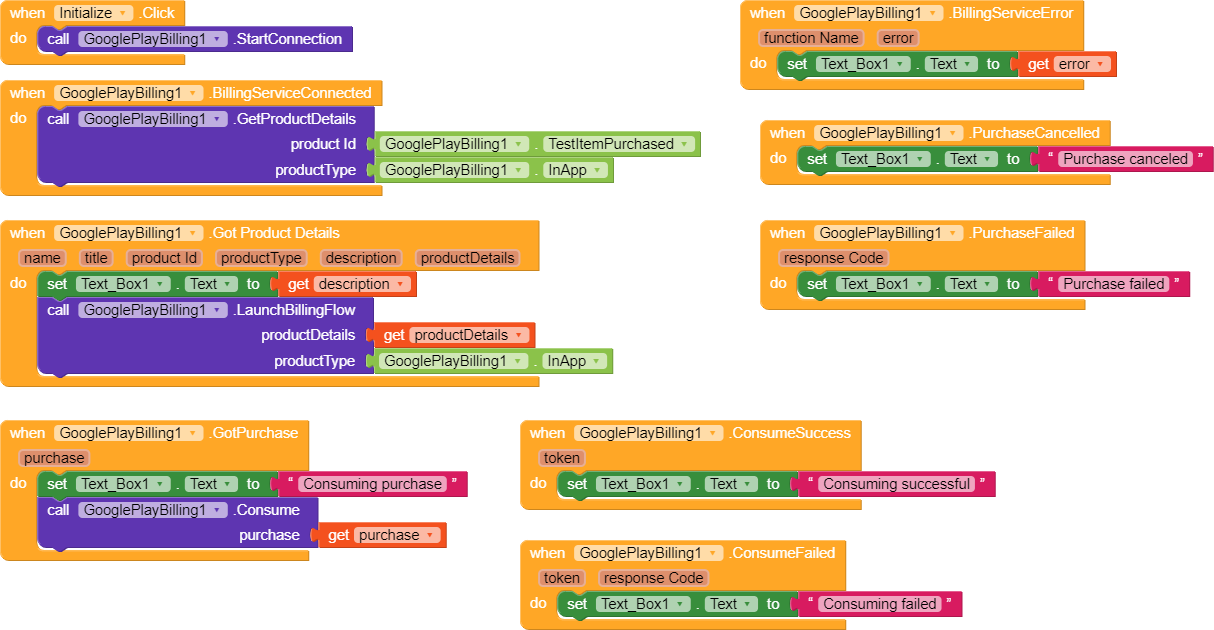 when Initialize .Click
do call GooglePlayBilling1 .StartConnection
when GooglePlayBilling1 .BillingServiceConnected
do call GooglePlayBilling1 .GetProductDetails
product Id GooglePlayBilling1 . TestItemPurchased
productType GooglePlayBilling1 . InApp
when GooglePlayBilling1 .Got Product Details
name title product Id productType description productDetails
do set Text_Box1 . Text to get description
call GooglePlayBilling1 .LaunchBillingFlow
productDetails get productDetails
productType GooglePlayBilling1 . InApp
when GooglePlayBilling1 .GotPurchase
purchase
do set Text_Box1 . Text to “ Consuming purchase ”
call GooglePlayBilling1 .Consume
purchase get purchase
when GooglePlayBilling1 .BillingServiceError
function Name error
do set Text_Box1 . Text to get error
when GooglePlayBilling1 .PurchaseCancelled
do set Text_Box1 . Text to “ Purchase canceled ”
when GooglePlayBilling1 .PurchaseFailed
response Code
do set Text_Box1 . Text to “ Purchase failed ”
when GooglePlayBilling1 .ConsumeSuccess
token
do set Text_Box1 . Text to “ Consuming successful ”
when GooglePlayBilling1 .ConsumeFailed
token response Code
do set Text_Box1 . Text to “ Consuming failed ”